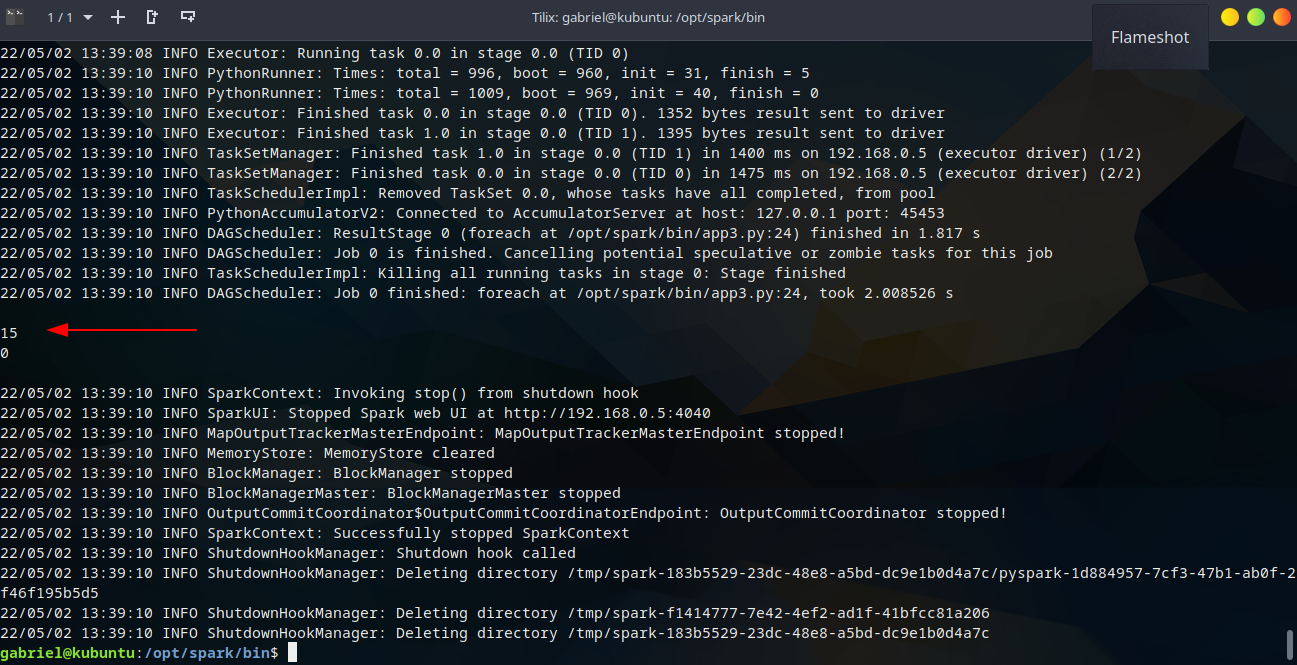 1 / 1
Tilix: gabriel@kubuntu: /opt/spark/bin
Flameshot
22/05/02 13:39:08 INFO Executor: Running task 0.0 in stage 0.0 (TID 0)
22/05/02 13:39:10 INFO PythonRunner: Times: total = 996, boot = 960, init = 31, finish = 5
22/05/02 13:39:10 INFO PythonRunner: Times: total = 1009, boot = 969, init = 40, finish = 0
22/05/02 13:39:10 INFO Executor: Finished task 0.0 in stage 0.0 (TID 0). 1352 bytes result sent to driver
22/05/02 13:39:10 INFO Executor: Finished task 1.0 in stage 0.0 (TID 1). 1395 bytes result sent to driver
22/05/02 13:39:10 INFO TaskSetManager: Finished task 1.0 in stage 0.0 (TID 1) in 1400 ms on 192.168.0.5 (executor driver) (1/2)
22/05/02 13:39:10 INFO TaskSetManager: Finished task 0.0 in stage 0.0 (TID 0) in 1475 ms on 192.168.0.5 (executor driver) (2/2)
22/05/02 13:39:10 INFO TaskSchedulerImpl: Removed TaskSet 0.0, whose tasks have all completed, from pool
22/05/02 13:39:10 INFO PythonAccumulatorV2: Connected to AccumulatorServer at host: 127.0.0.1 port: 45453
22/05/02 13:39:10 INFO DAGScheduler: ResultStage 0 (foreach at /opt/spark/bin/app3.py:24) finished in 1.817 s
22/05/02 13:39:10 INFO DAGScheduler: Job 0 is finished. Cancelling potential speculative or zombie tasks for this job
22/05/02 13:39:10 INFO TaskSchedulerImpl: Killing all running tasks in stage 0: Stage finished
22/05/02 13:39:10 INFO DAGScheduler: Job 0 finished: foreach at /opt/spark/bin/app3.py:24, took 2.008526 s
15
0
22/05/02 13:39:10 INFO SparkContext: Invoking stop() from shutdown hook
22/05/02 13:39:10 INFO SparkUI: Stopped Spark web UI at http://192.168.0.5:4040
22/05/02 13:39:10 INFO MapOutputTrackerMasterEndpoint: MapOutputTrackerMasterEndpoint stopped!
22/05/02 13:39:10 INFO MemoryStore: MemoryStore cleared
22/05/02 13:39:10 INFO BlockManager: BlockManager stopped
22/05/02 13:39:10 INFO BlockManagerMaster: BlockManagerMaster stopped
22/05/02 13:39:10 INFO OutputCommitCoordinator$OutputCommitCoordinatorEndpoint: OutputCommitCoordinator stopped!
22/05/02 13:39:10 INFO SparkContext: Successfully stopped SparkContext
22/05/02 13:39:10 INFO ShutdownHookManager: Shutdown hook called
22/05/02 13:39:10 INFO ShutdownHookManager: Deleting directory /tmp/spark-183b5529-23dc-48e8-a5bd-dc9e1b0d4a7c/pyspark-1d884957-7cf3-47b1-ab0f-2
f46f195b5d5
22/05/02 13:39:10 INFO ShutdownHookManager: Deleting directory /tmp/spark-f1414777-7e42-4ef2-ad1f-41bfcc81a206
22/05/02 13:39:10 INFO ShutdownHookManager: Deleting directory /tmp/spark-183b5529-23dc-48e8-a5bd-dc9e1b0d4a7c
gabriel@kubuntu:/opt/spark/bin$